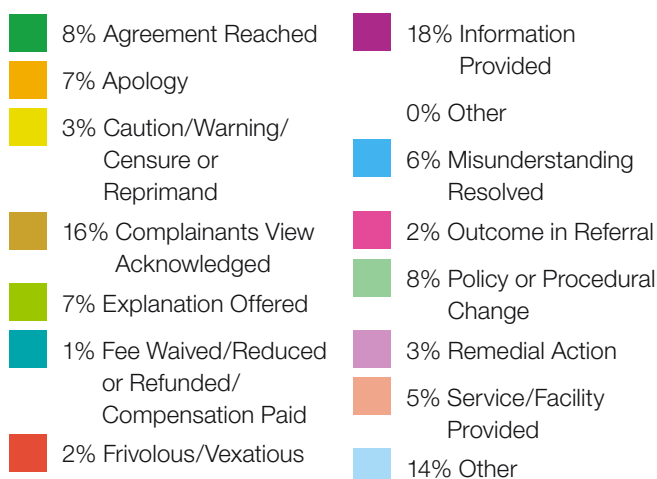 8% Agreement Reached
7% Apology
3% Caution/Warning/
Censure or
Reprimand
16% Complainants View
Acknowledged
7% Explanation Offered
1% Fee Waived/Reduced
or Refunded/
Compensation Paid
2% Frivolous/Vexatious
18% Information
Provided
0% Other
6% Misunderstanding
Resolved
2% Outcome in Referral
8% Policy or Procedural
Change
3% Remedial Action
5% Service/Facility
Provided
14% Other